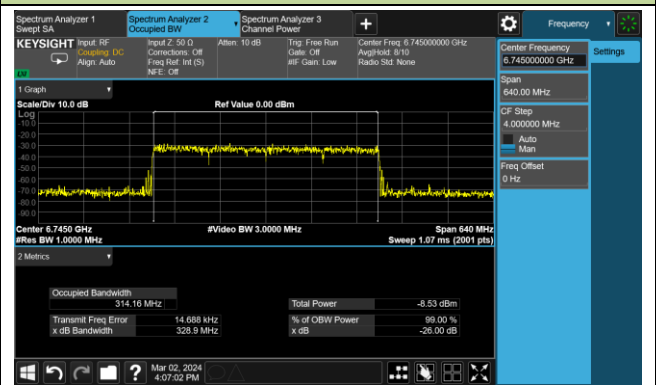 Spectrum Analyzer 1
Swept SA
Spectrum Analyzer 2
Occupied BW
Spectrum Analyzer 3
Channel Power
+
Frequency
KEYSIGHT
Input: RF
Coupling: DC
Align: Auto
Input Z: 50 Ω
Corrections: Off
Freq Ref: Int (S)
NFE: Off
Atten: 10 dB
Trig: Free Run
Gate: Off
#IF Gain: Low
Center Freq: 6.745000000 GHz
Avg|Hold: 8/10
Radio Std: None
Center Frequency
6.745000000 GHz
Settings
Span
640.00 MHz
CF Step
4.000000 MHz
Auto
Man
Freq Offset
0 Hz
1 Graph
Scale/Div 10.0 dB
Ref Value 0.00 dBm
Log
-10.0
-20.0
-30.0
-40.0
-50.0
-60.0
-70.0
-80.0
-90.0
Center 6.7450 GHz
#Video BW 3.0000 MHz
Span 640 MHz
#Res BW 1.0000 MHz
Sweep 1.07 ms (2001 pts)
2 Metrics
Occupied Bandwidth
314.16 MHz
Total Power -8.53 dBm
Transmit Freq Error 14.688 kHz
% of OBW Power 99.00 %
x dB Bandwidth 328.9 MHz
x dB -26.00 dB
?
Mar 02, 2024
4:07:02 PM